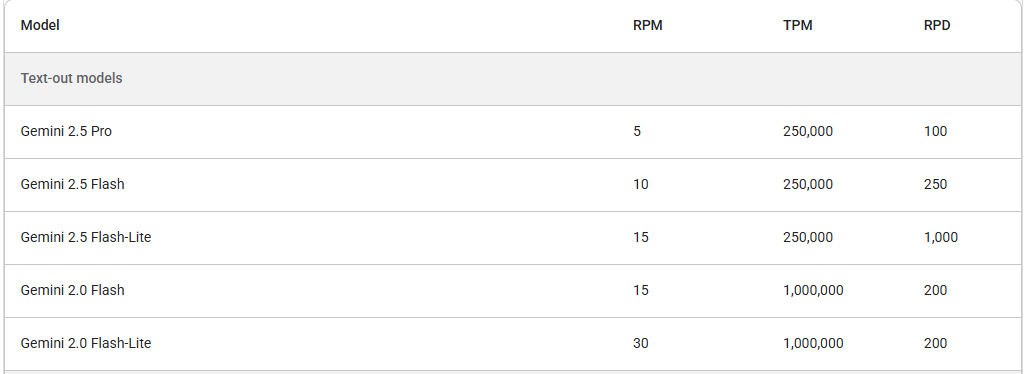 Model RPM TPM RPD
Text-out models
Gemini 2.5 Pro 5 250,000 100
Gemini 2.5 Flash 10 250,000 250
Gemini 2.5 Flash-Lite 15 250,000 1,000
Gemini 2.0 Flash 15 1,000,000 200
Gemini 2.0 Flash-Lite 30 1,000,000 200